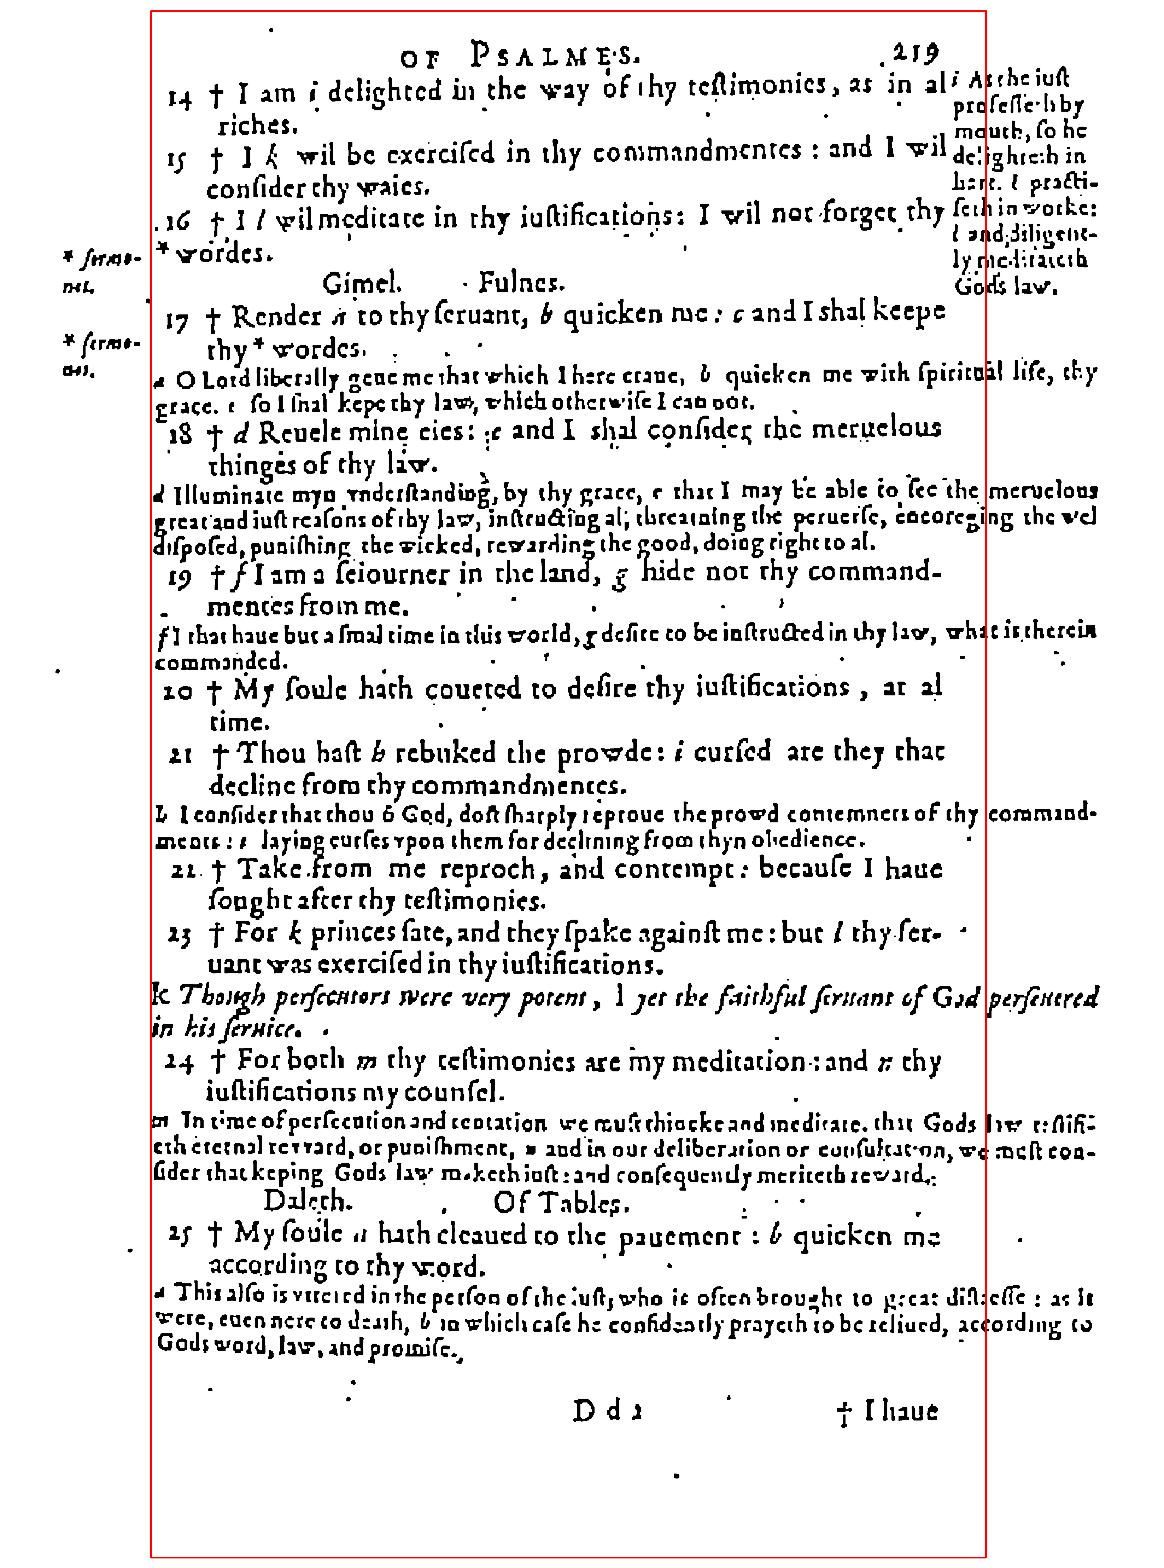 OF PSALMES. 219
14 † I am i delighted in the way of thy teſtimonies, as in al
riches.
15 † I k wil be exerciſed in thy commandmentes : and I wil
conſider thy waies.
16 † I l wil meditate in thy iuſtifications: I wil not forget thy
* wordes.
i As the iuſt
profeſſeth by
mouth, ſo he
delighteth in
hart. k practi-
ſeth in worke:
l and diligent-
ly meditateth
Gods law.
* ſermo-
nes.
Gimel. Fulnes.
17 † Render a to thy ſeruant, b quicken me : c and I shal keepe
thy * wordes.
* ſermo-
nes.
a O Lord liberally geue me that which I here craue, b quicken me with ſpiritual life, thy
grace. c ſo I ſhal kepe thy law, which otherwiſe I can not.
18 † d Reuele mine eies : e and I shal conſider the meruelous
thinges of thy law.
d Illuminate myn vnderſtanding, by thy grace, e that I may be able to ſee the meruelous
great and iuſt reaſons of thy law, inſtructing al; threatning the peruerſe, encoreging the wel
diſpoſed, puniſhing the wicked, rewarding the good, doing right to al.
19 † f I am a ſeiourner in the land, g hide not thy command-
mentes from me.
f I that haue but a ſmal time in this world, g deſire to be inſtructed in thy law, what is therein
commanded.
20 † My ſoule hath coueted to deſire thy iuſtifications , at al
time.
21 † Thou haſt h rebuked the prowde : i curſed are they that
decline from thy commandmentes.
h I conſider that thou ô God, doſt ſharply reproue the prowd contemners of thy command-
ments : i laying curſes vpon them for declining from thyn obedience.
22. † Take from me reproch, and contempt : becauſe I haue
ſought after thy teſtimonies.
23 † For k princes ſate, and they ſpake againſt me : but l thy ſer-
uant was exerciſed in thy iuſtifications.
k Though perſecutors were very potent, l yet the faithful ſeruant of God perſeuered
in his ſeruice.
24 † For both m thy teſtimonies are my meditation : and n thy
iuſtifications my counſel.
m In time of perſecution and tentation we muſt thincke and meditate. that Gods law teſtifi-
eth eternal reward, or puniſhment, n and in our deliberation or conſultation, we muſt con-
ſider that keping Gods law maketh iuſt : and conſequently meriteth reward.
Daleth. Of Tables.
25 † My ſoule a hath cleaued to the pauement : b quicken me
according to thy word.
a This alſo is vttered in the perſon of the iuſt, who is often brought to great diſtreſſe : as it
were, euen nere to death, b in which caſe he confidently prayeth to be reliued, according to
Gods word, law, and promiſe.
D d 2 † I haue